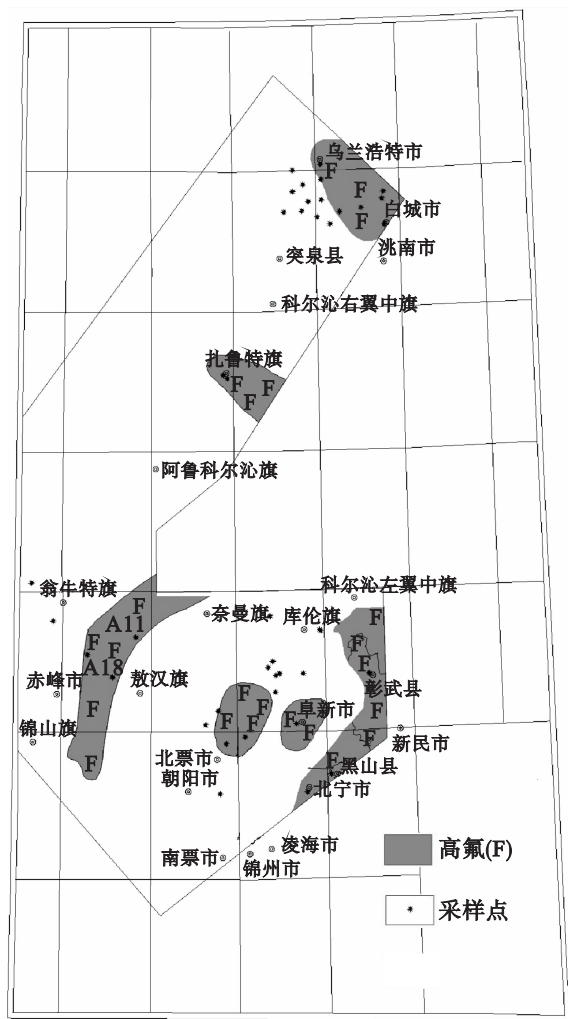 乌兰浩特市
F
F
白城市
F
洮南市
突泉县
科尔沁右翼中旗
扎鲁特旗
F
F
F
阿鲁科尔沁旗
翁牛特旗
科尔沁左翼中旗
F
奈曼旗
库伦旗
F
A11
F
F
F
A18
F
赤峰市
敖汉旗
彰武县
F
F
F
F
阜新市
F
锦山旗
F
F
F
F
新民市
F
北票市
F
黑山县
朝阳市
北宁市
凌海市
南票市
锦州市
高氟(F)
采样点